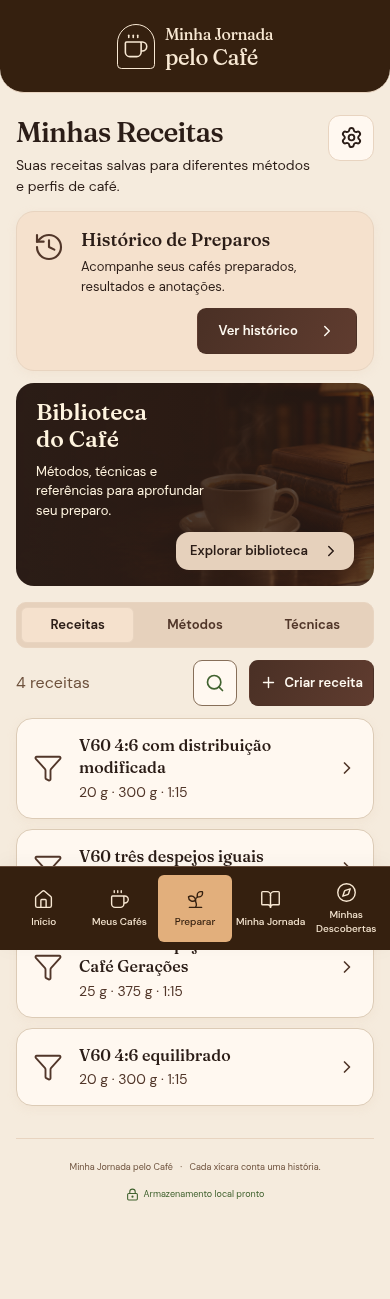 Minha Jornada
pelo Café
Minhas Receitas
Suas receitas salvas para diferentes métodos
e perfis de café.
Histórico de Preparos
Acompanhe seus cafés preparados,
resultados e anotações.
Ver histórico
Biblioteca
do Café
Métodos, técnicas e
referências para aprofundar
seu preparo.
Explorar biblioteca
Receitas Métodos Técnicas
4 receitas
Criar receita
V60 4:6 com distribuição
modificada
20 g · 300 g · 1:15
V60 três despejos iguais
Início Meus Cafés Preparar Minha Jornada Minhas
Descobertas
Café Gerações
25 g · 375 g · 1:15
V60 4:6 equilibrado
20 g · 300 g · 1:15
Minha Jornada pelo Café · Cada xícara conta uma história.
Armazenamento local pronto